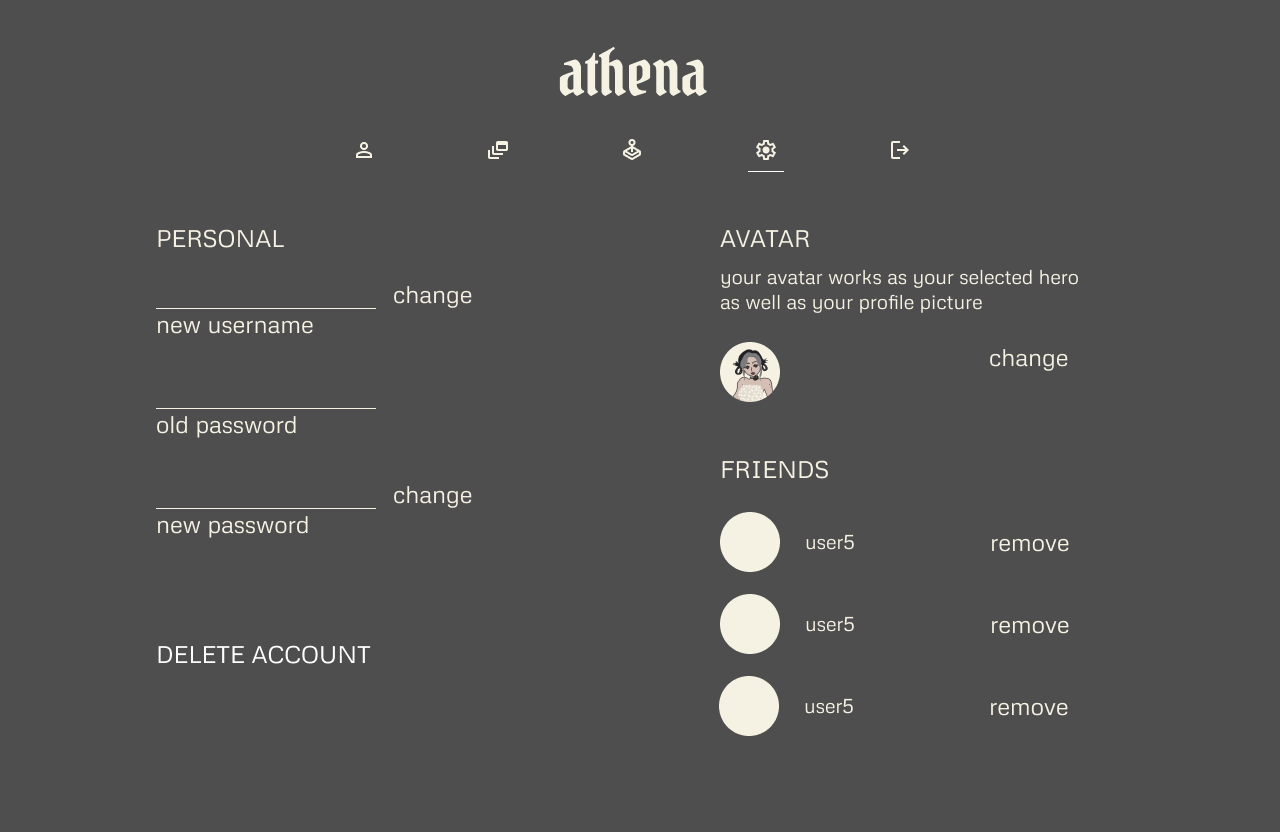 athena
PERSONAL
change
new username
old password
change
new password
DELETE ACCOUNT
AVATAR
your avatar works as your selected hero
as well as your profile picture
change
FRIENDS
user5 remove
user5 remove
user5 remove